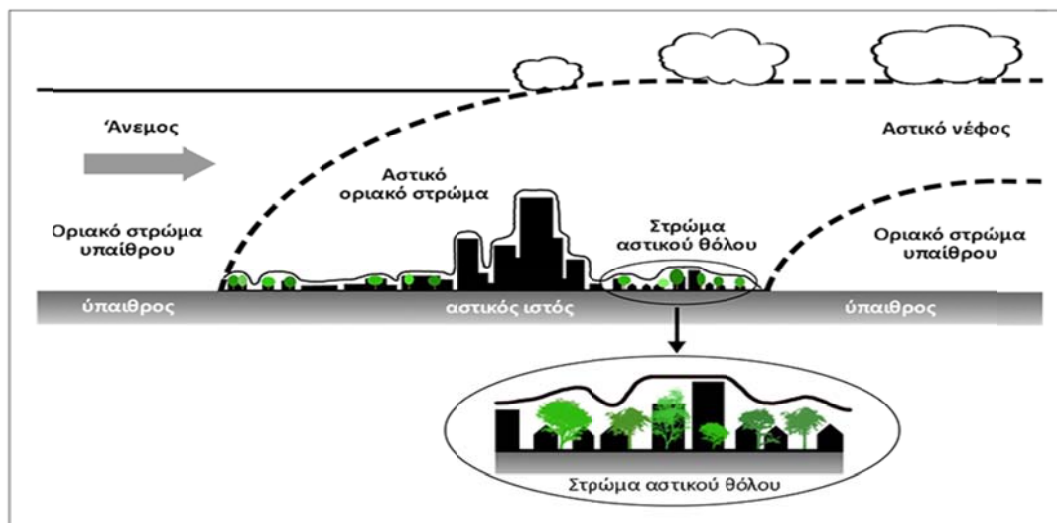 Άνεμος
Αστικό νέφος
Αστικό
οριακό στρώμα
Στρώμα
αστικού θόλου
Οριακό στρώμα
υπαίθρου
Οριακό στρώμα
υπαίθρου
ύπαιθρος
αστικός ιστός
ύπαιθρος
Στρώμα αστικού θόλου